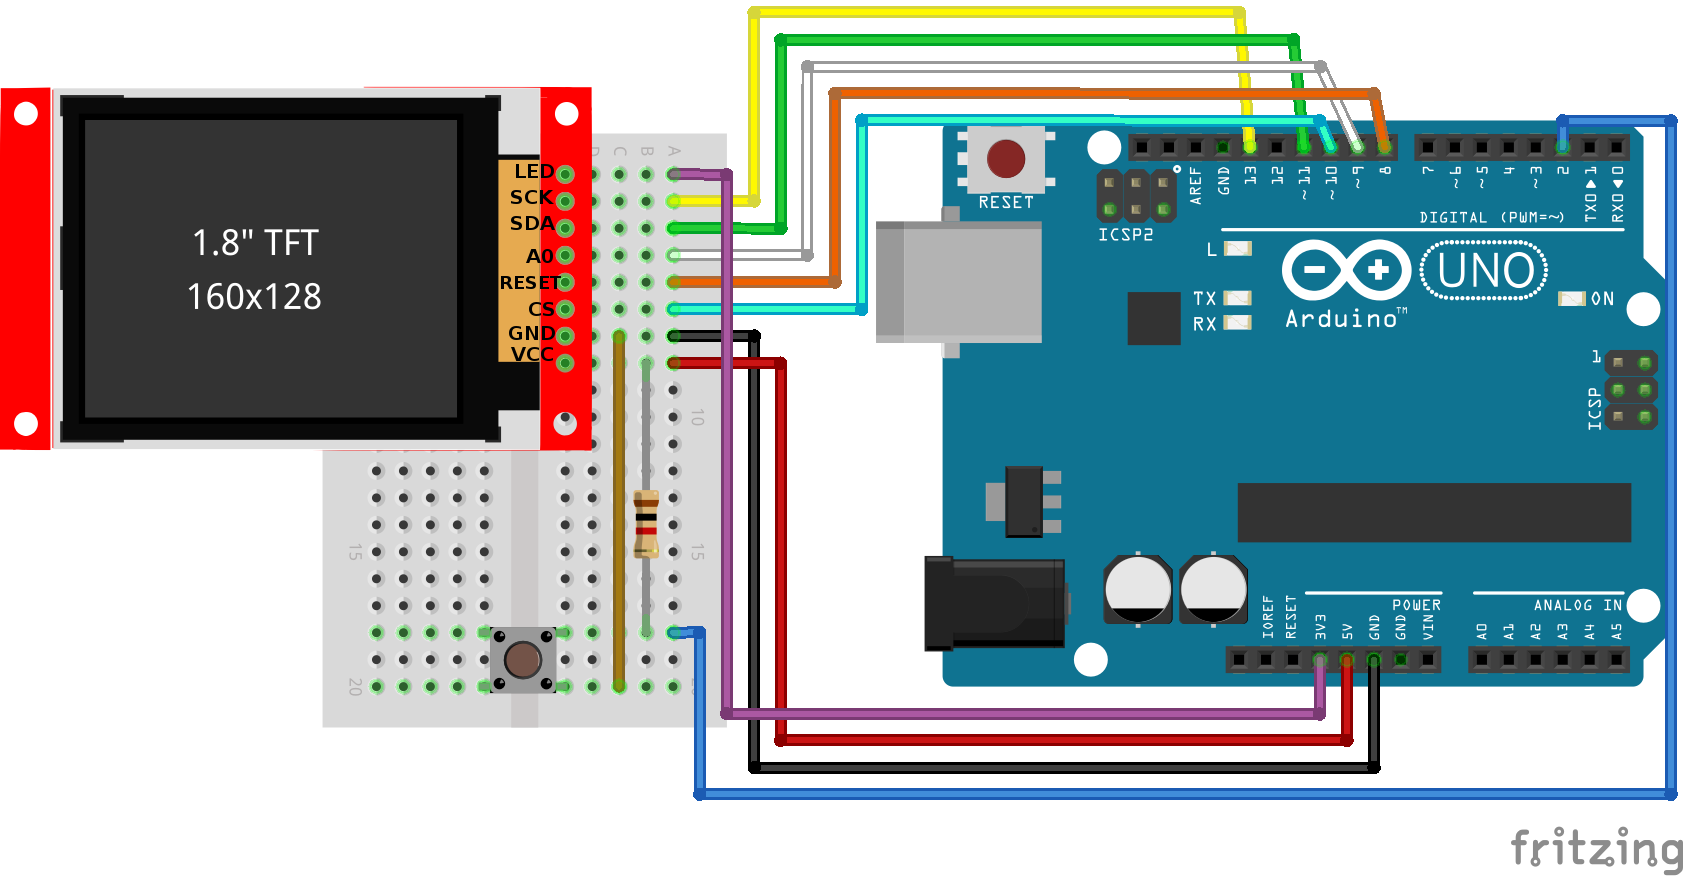 1.8" TFT
160x128
LED
SCK
SDA
A0
RESET
CS
GND
VCC
C
B
A
10
15
15
20
RESET
ICSP2
AREF
GND
13
12
~11
~10
~9
8
7
~6
~5
4
~3
2
TX0▶1
RX0◀0
DIGITAL (PWM=~)
L
TX
RX
UNO
Arduino™
ON
1
ICSP
IOREF
RESET
3V3
5V
GND
GND
VIN
POWER
ANALOG IN
A0
A1
A2
A3
A4
A5
fritzing